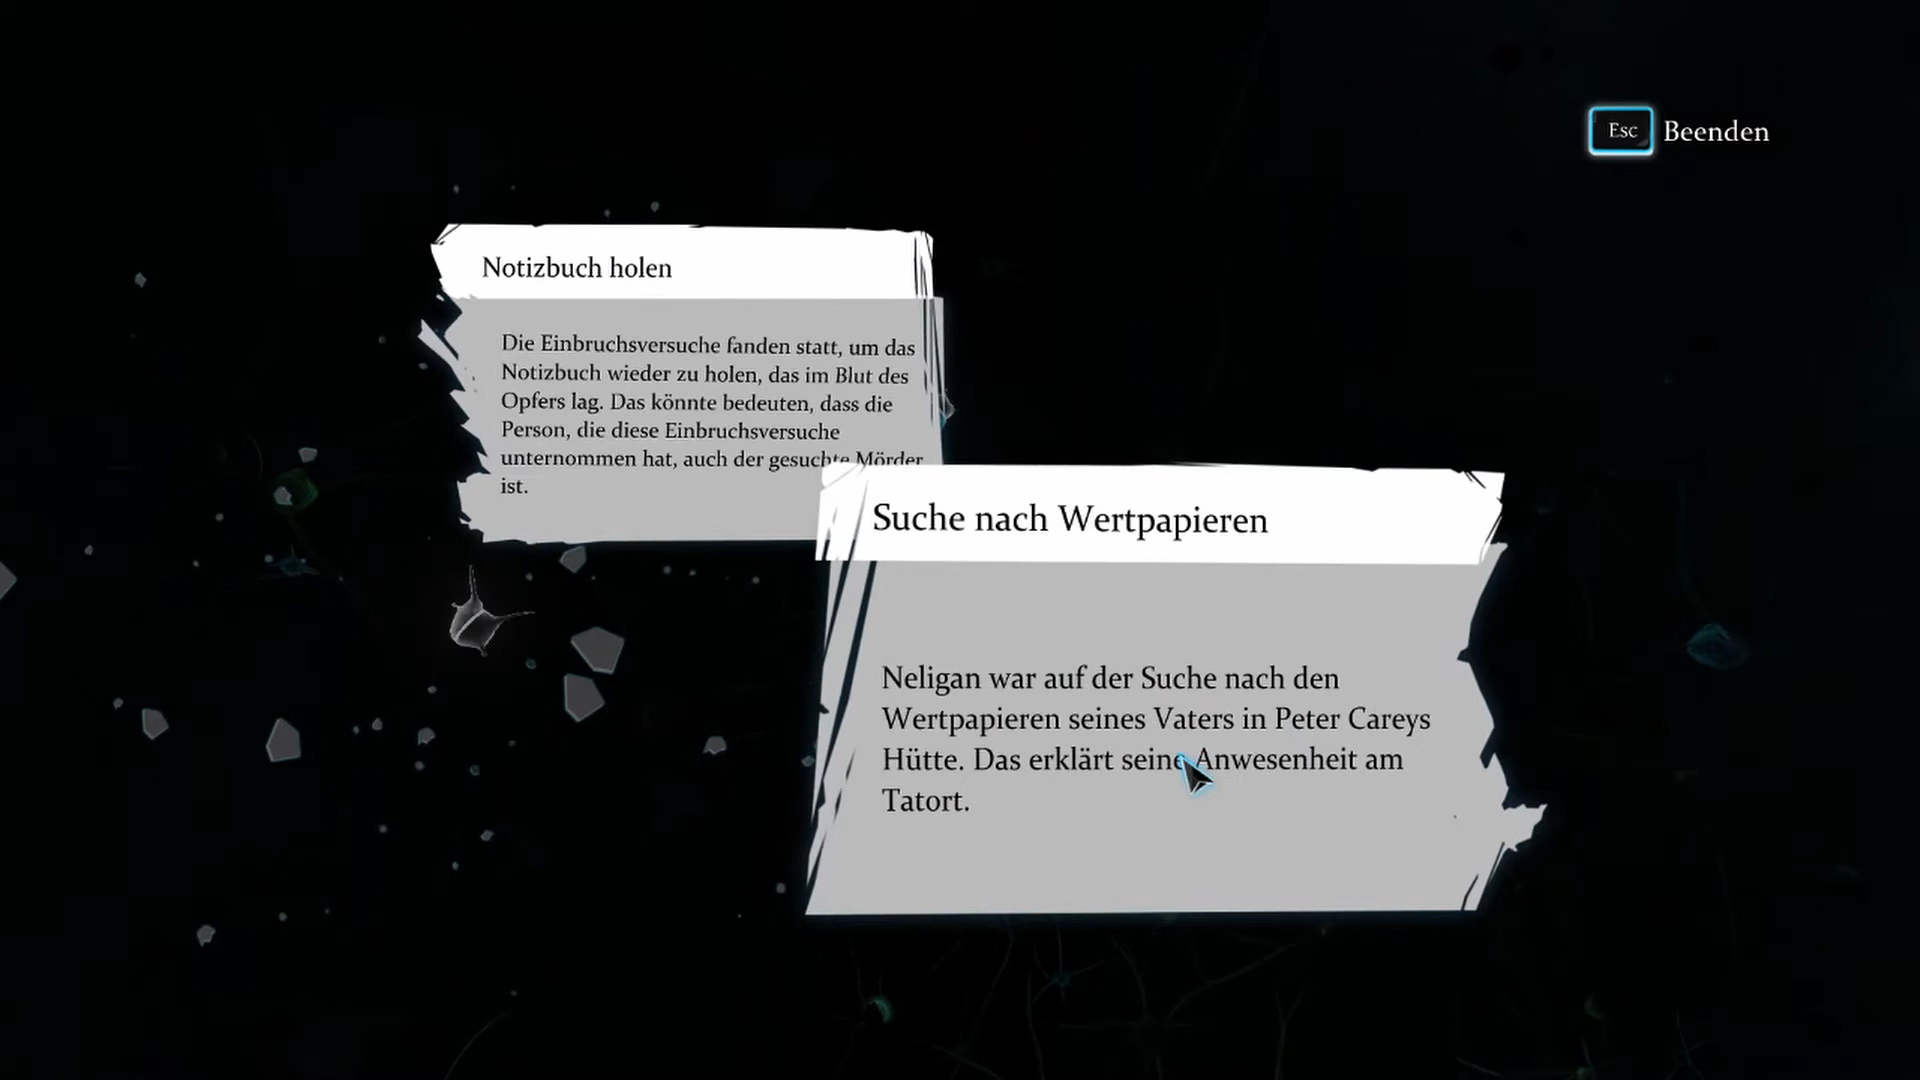 Esc Beenden
Notizbuch holen
Die Einbruchsversuche fanden statt, um das
Notizbuch wieder zu holen, das im Blut des
Opfers lag. Das könnte bedeuten, dass die
Person, die diese Einbruchsversuche
unternommen hat, auch der gesuchte Mörder
ist.
Suche nach Wertpapieren
Neligan war auf der Suche nach den
Wertpapieren seines Vaters in Peter Careys
Hütte. Das erklärt seine Anwesenheit am
Tatort.